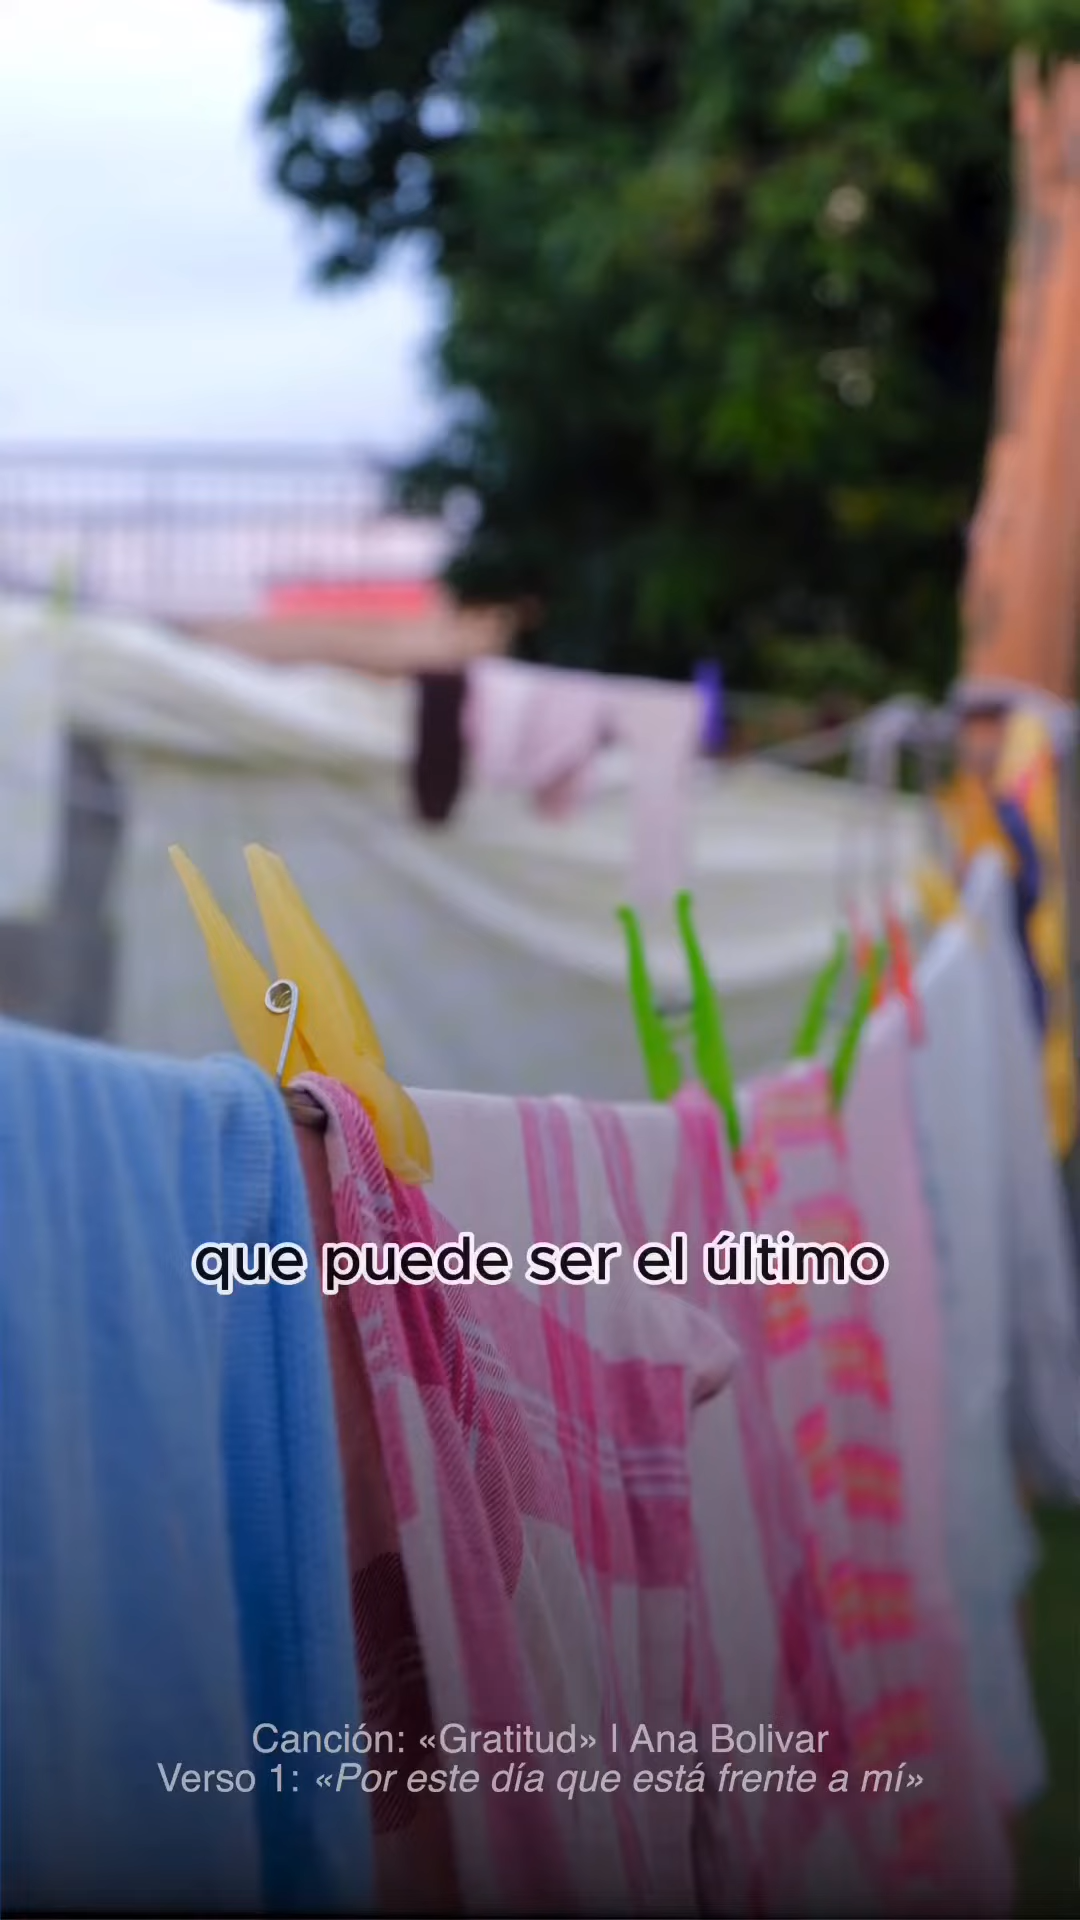 que puede ser el último
Canción: «Gratitud» | Ana Bolivar
Verso 1: «Por este día que está frente a mí»